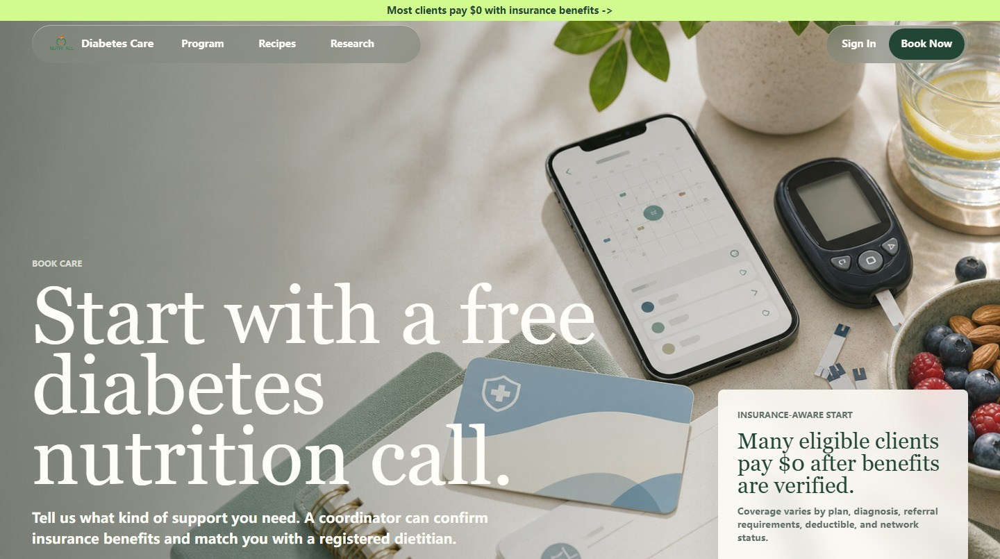 Most clients pay $0 with insurance benefits ->
NUTRI ALL
Diabetes Care
Program
Recipes
Research
Sign In
Book Now
BOOK CARE
Start with a free
diabetes
nutrition call.
Tell us what kind of support you need. A coordinator can confirm
insurance benefits and match you with a registered dietitian.
INSURANCE-AWARE START
Many eligible clients
pay $0 after benefits
are verified.
Coverage varies by plan, diagnosis, referral
requirements, deductible, and network
status.